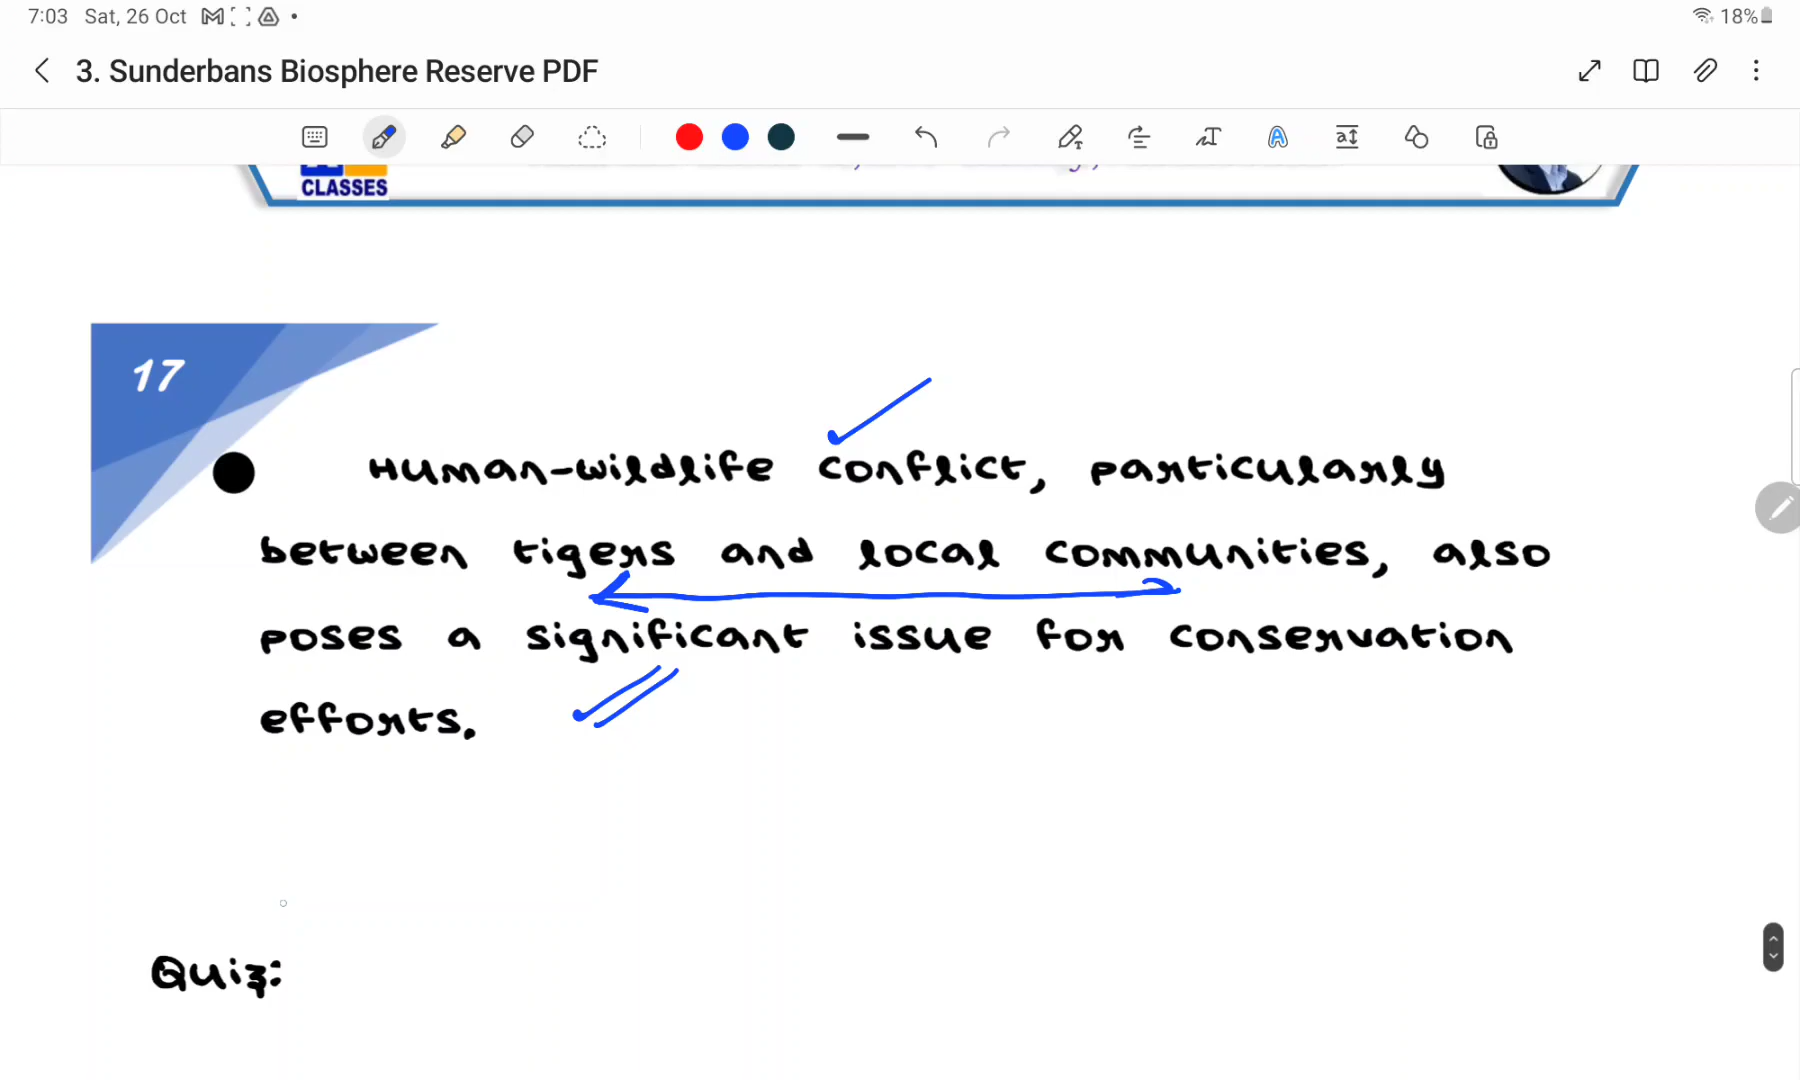 7:03 Sat, 26 Oct
18%
3. Sunderbans Biosphere Reserve PDF
CLASSES
17
Human-wildlife conflict, particularly
between tigers and local communities, also
poses a significant issue for conservation
efforts.
Quiz: